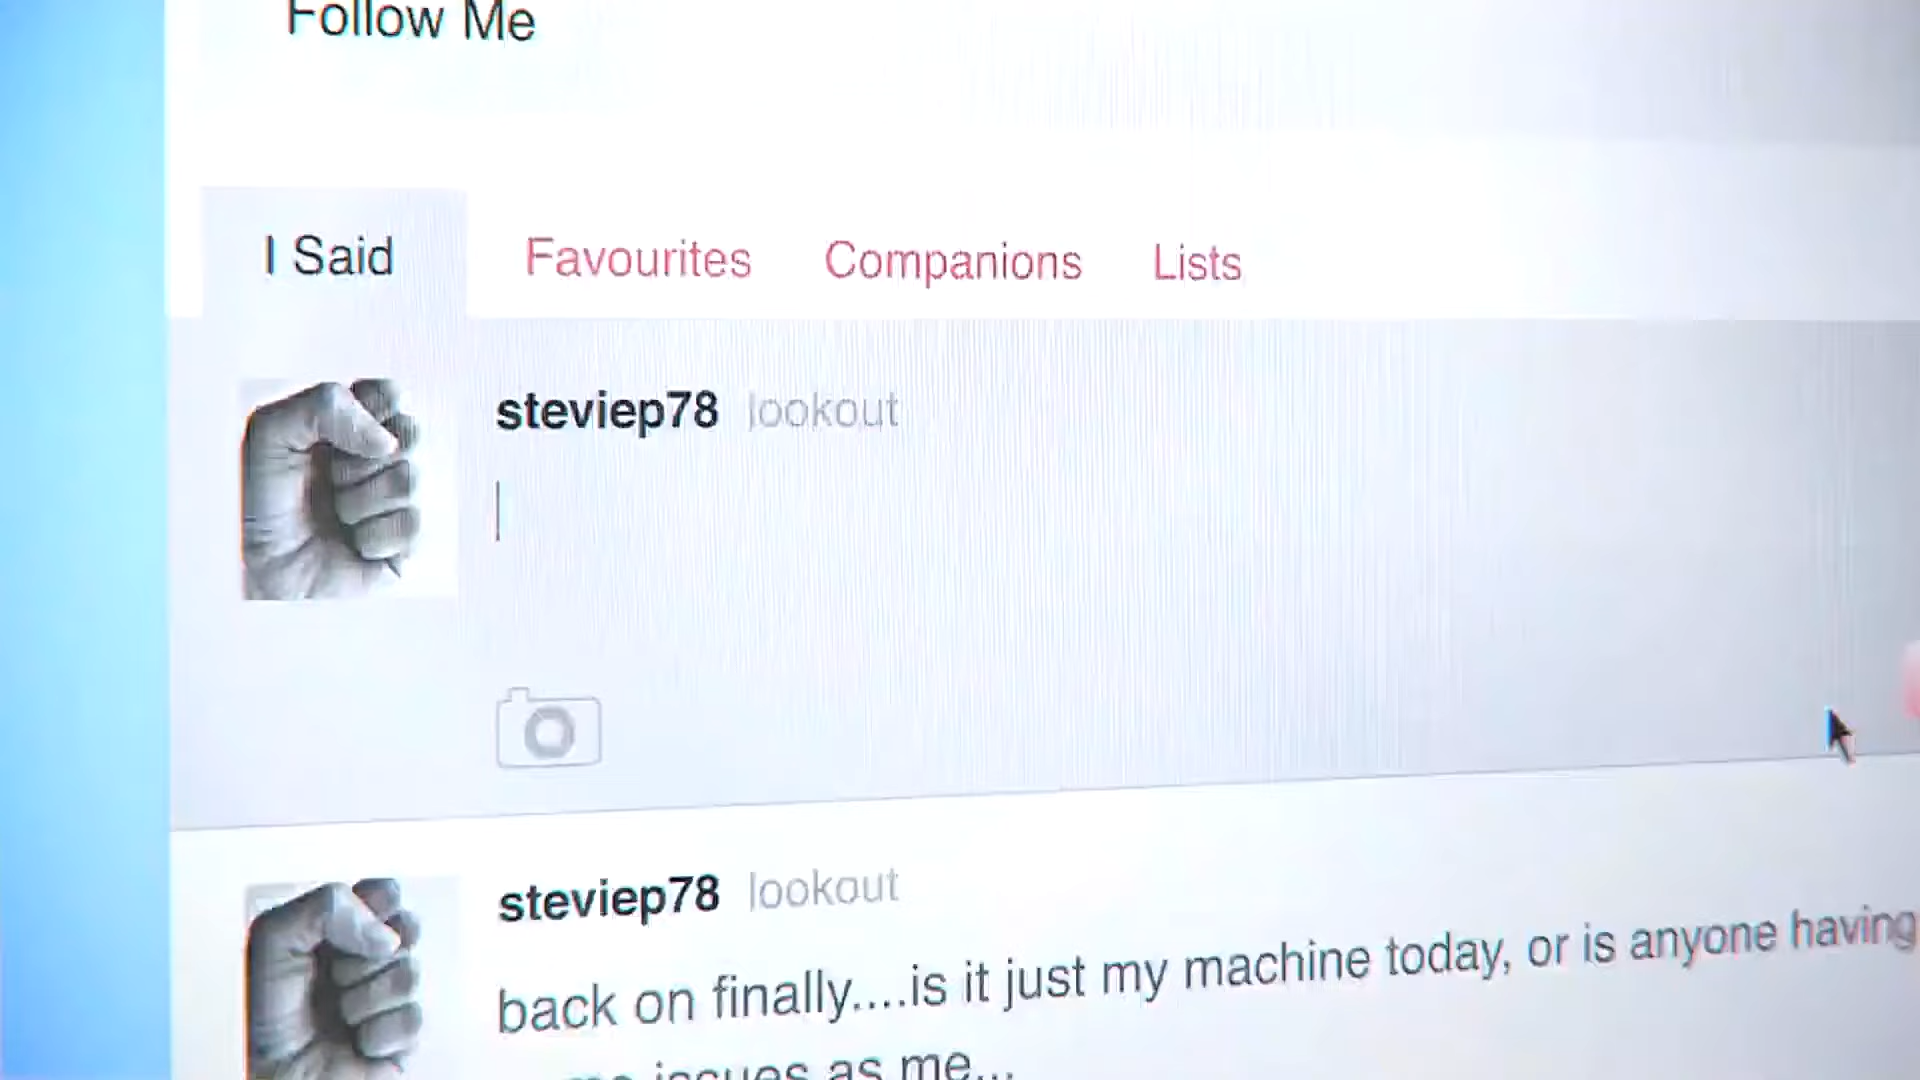 Follow Me
I Said Favourites Companions Lists
steviep78 lookout
steviep78 lookout
back on finally....is it just my machine today, or is anyone having
issues as me...